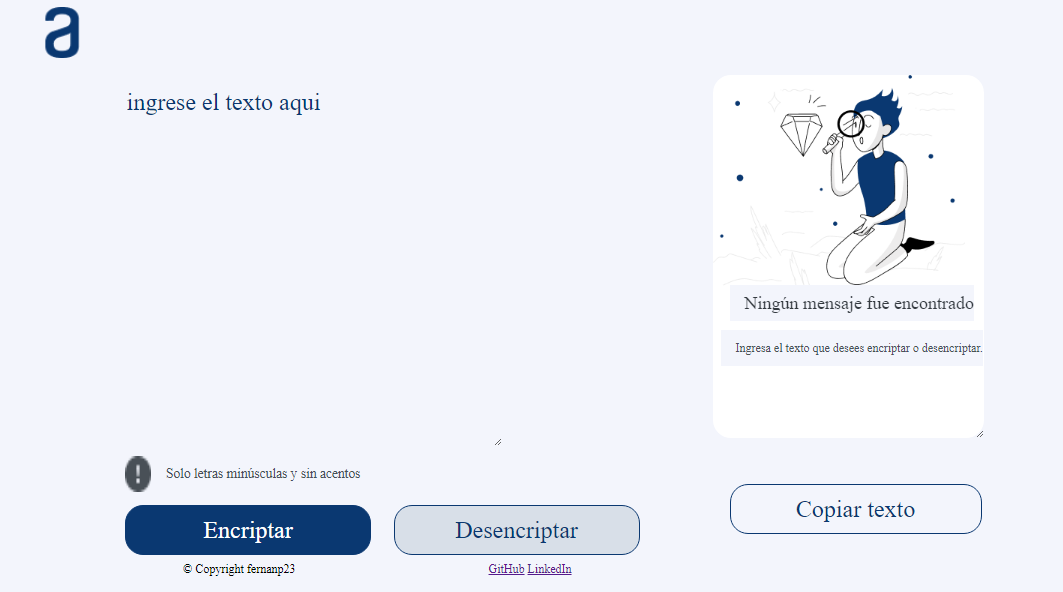 a
ingrese el texto aqui
Ningún mensaje fue encontrado
Ingresa el texto que desees encriptar o desencriptar.
Solo letras minúsculas y sin acentos
Encriptar
Desencriptar
Copiar texto
© Copyright fernanp23
GitHub LinkedIn